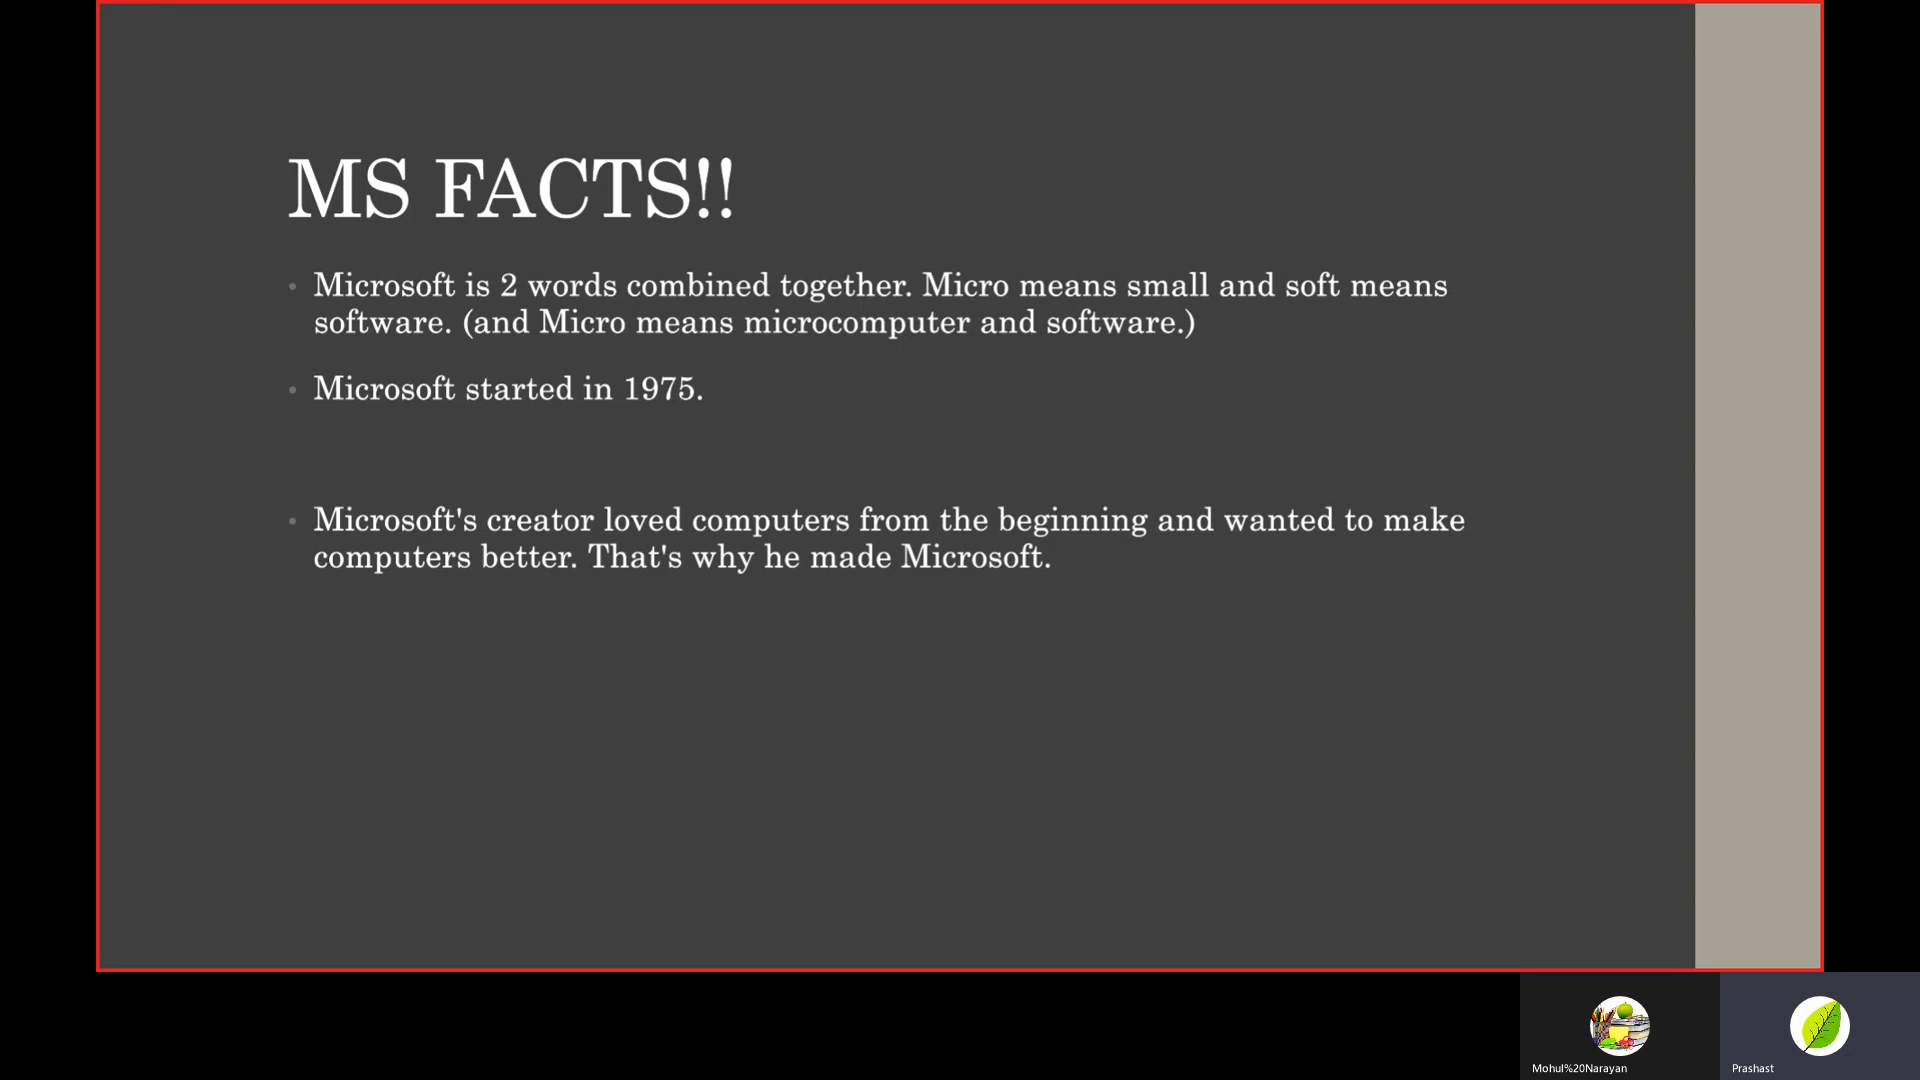 MS FACTS!!
• Microsoft is 2 words combined together. Micro means small and soft means
software. (and Micro means microcomputer and software.)
• Microsoft started in 1975.
• Microsoft's creator loved computers from the beginning and wanted to make
computers better. That's why he made Microsoft.
Mohul%20Narayan
Prashast